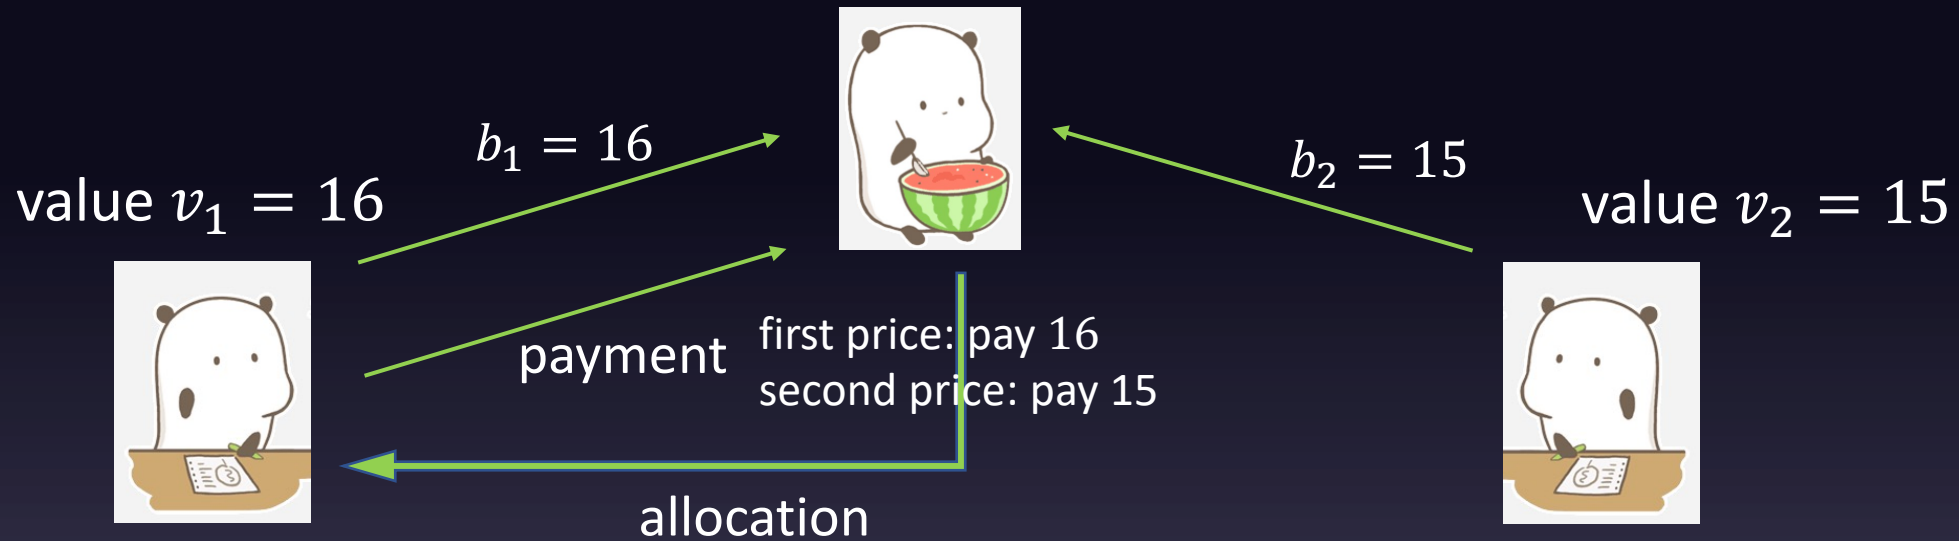 b₁ = 16
b₂ = 15
value v₁ = 16
value v₂ = 15
payment
first price: pay 16
second price: pay 15
allocation